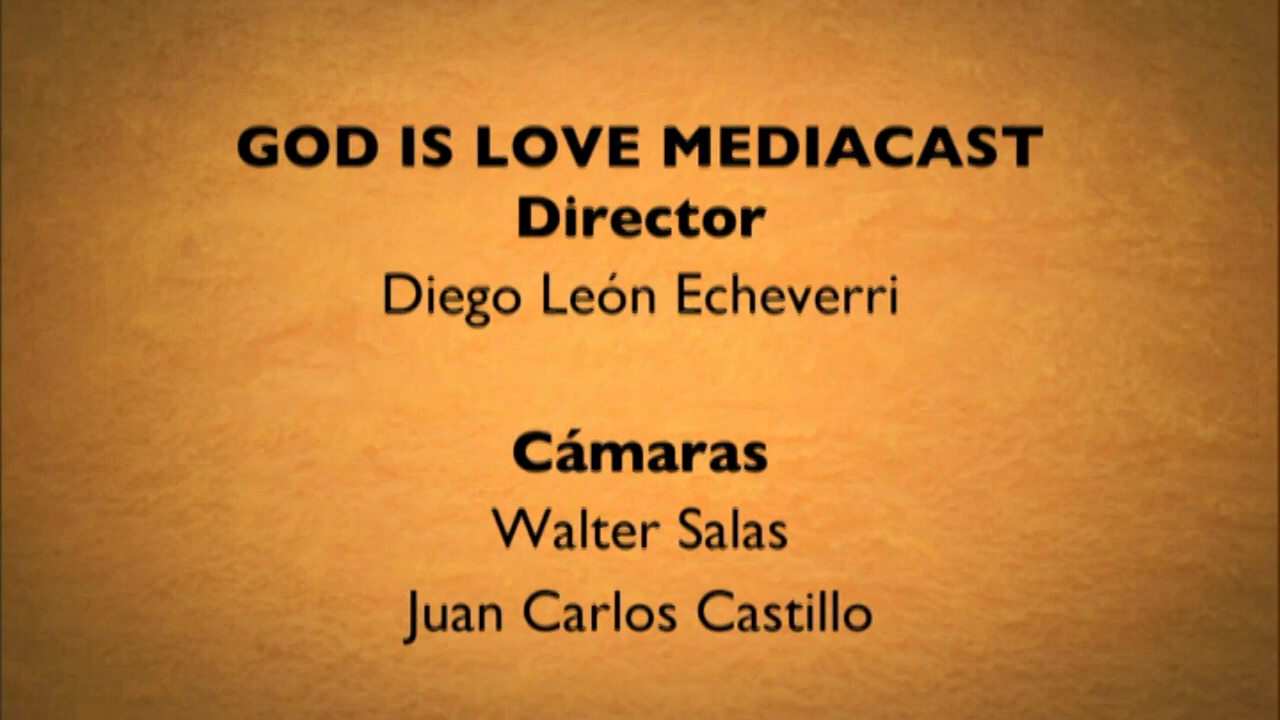 GOD IS LOVE MEDIACAST
Director
Diego León Echeverri
Cámaras
Walter Salas
Juan Carlos Castillo